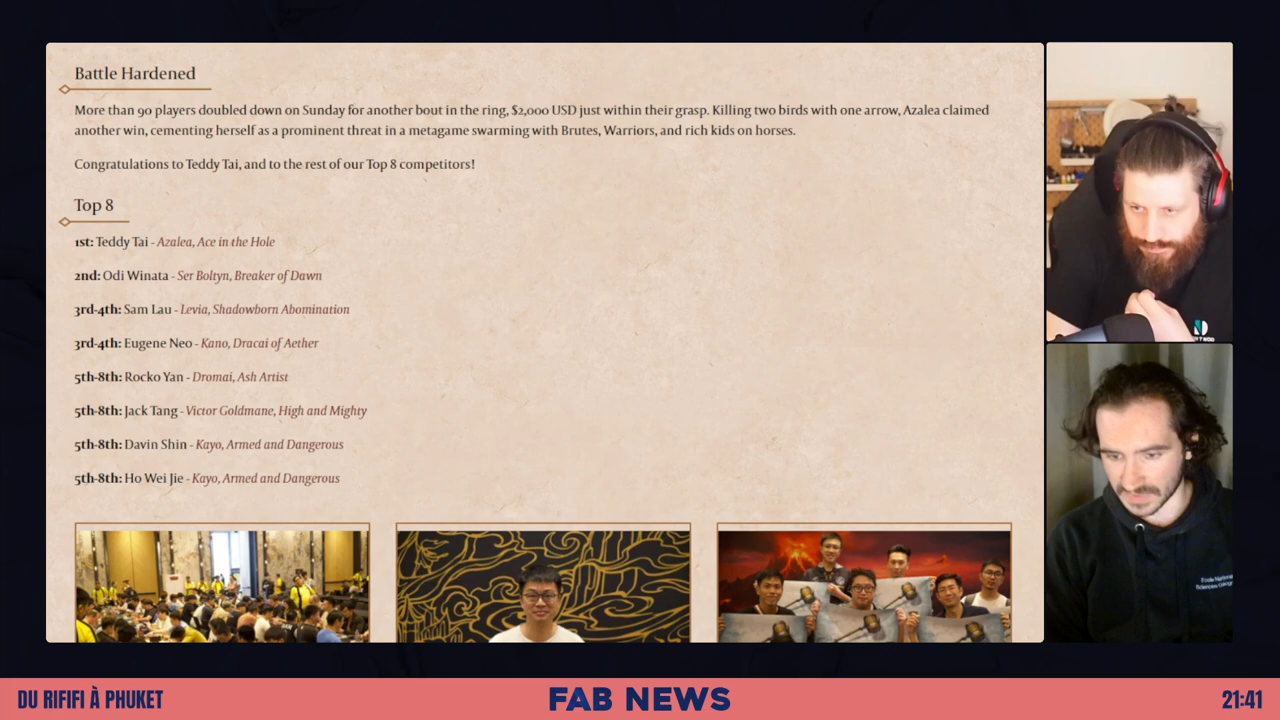 Battle Hardened
More than 90 players doubled down on Sunday for another bout in the ring, $2,000 USD just within their grasp. Killing two birds with one arrow, Azalea claimed
another win, cementing herself as a prominent threat in a metagame swarming with Brutes, Warriors, and rich kids on horses.
Congratulations to Teddy Tai, and to the rest of our Top 8 competitors!
Top 8
1st: Teddy Tai - Azalea, Ace in the Hole
2nd: Odi Winata - Ser Boltyn, Breaker of Dawn
3rd-4th: Sam Lau - Levia, Shadowborn Abomination
3rd-4th: Eugene Neo - Kano, Dracai of Aether
5th-8th: Rocko Yan - Dromai, Ash Artist
5th-8th: Jack Tang - Victor Goldmane, High and Mighty
5th-8th: Davin Shin - Kayo, Armed and Dangerous
5th-8th: Ho Wei Jie - Kayo, Armed and Dangerous
DU RIFIFI À PHUKET
FAB NEWS
21:41